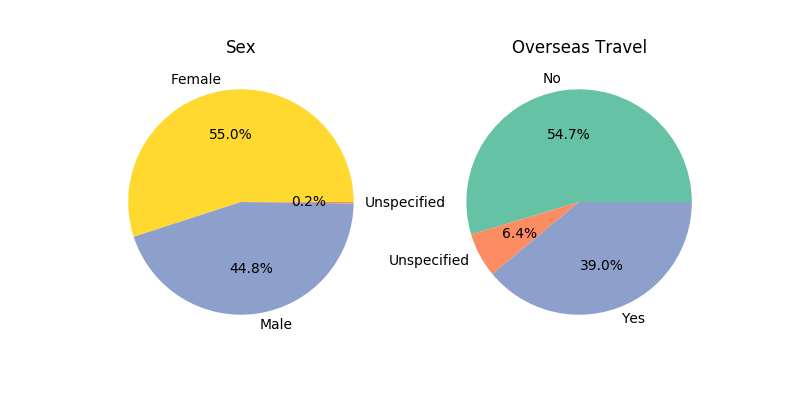 Sex
Female
55.0%
0.2%
Unspecified
44.8%
Male
Overseas Travel
No
54.7%
6.4%
Unspecified
39.0%
Yes